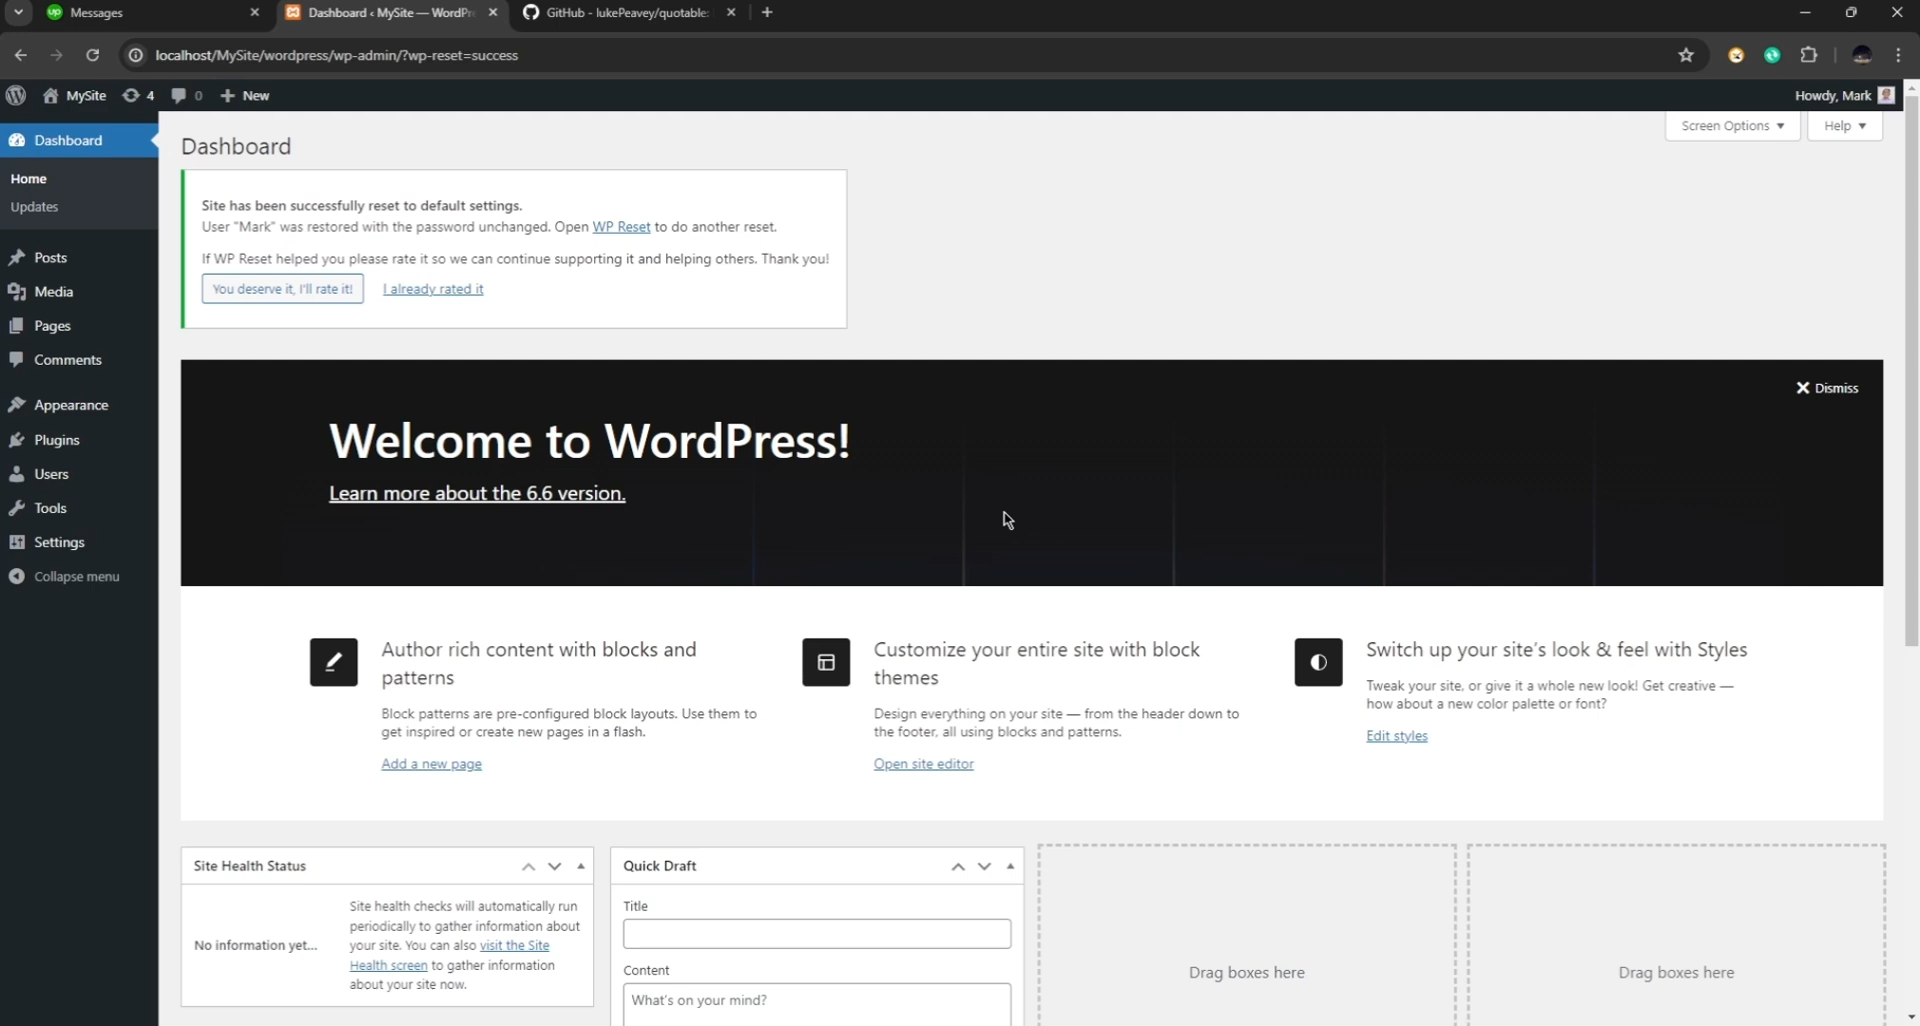 up Messages
Dashboard ‹ MySite — WordPr
GitHub - lukePeavey/quotable:
localhost/MySite/wordpress/wp-admin/?wp-reset=success
MySite 4 0 New
Howdy, Mark
Dashboard
Home
Updates
Posts
Media
Pages
Comments
Appearance
Plugins
Users
Tools
Settings
Collapse menu
Screen Options
Help
Dashboard
Site has been successfully reset to default settings.
User "Mark" was restored with the password unchanged. Open WP Reset to do another reset.
If WP Reset helped you please rate it so we can continue supporting it and helping others. Thank you!
You deserve it, I'll rate it!
I already rated it
Dismiss
Welcome to WordPress!
Learn more about the 6.6 version.
Author rich content with blocks and
patterns
Block patterns are pre-configured block layouts. Use them to
get inspired or create new pages in a flash.
Add a new page
Customize your entire site with block
themes
Design everything on your site — from the header down to
the footer, all using blocks and patterns.
Open site editor
Switch up your site's look & feel with Styles
Tweak your site, or give it a whole new look! Get creative —
how about a new color palette or font?
Edit styles
Site Health Status
No information yet...
Site health checks will automatically run
periodically to gather information about
your site. You can also visit the Site
Health screen to gather information
about your site now.
Quick Draft
Title
Content
What's on your mind?
Drag boxes here
Drag boxes here